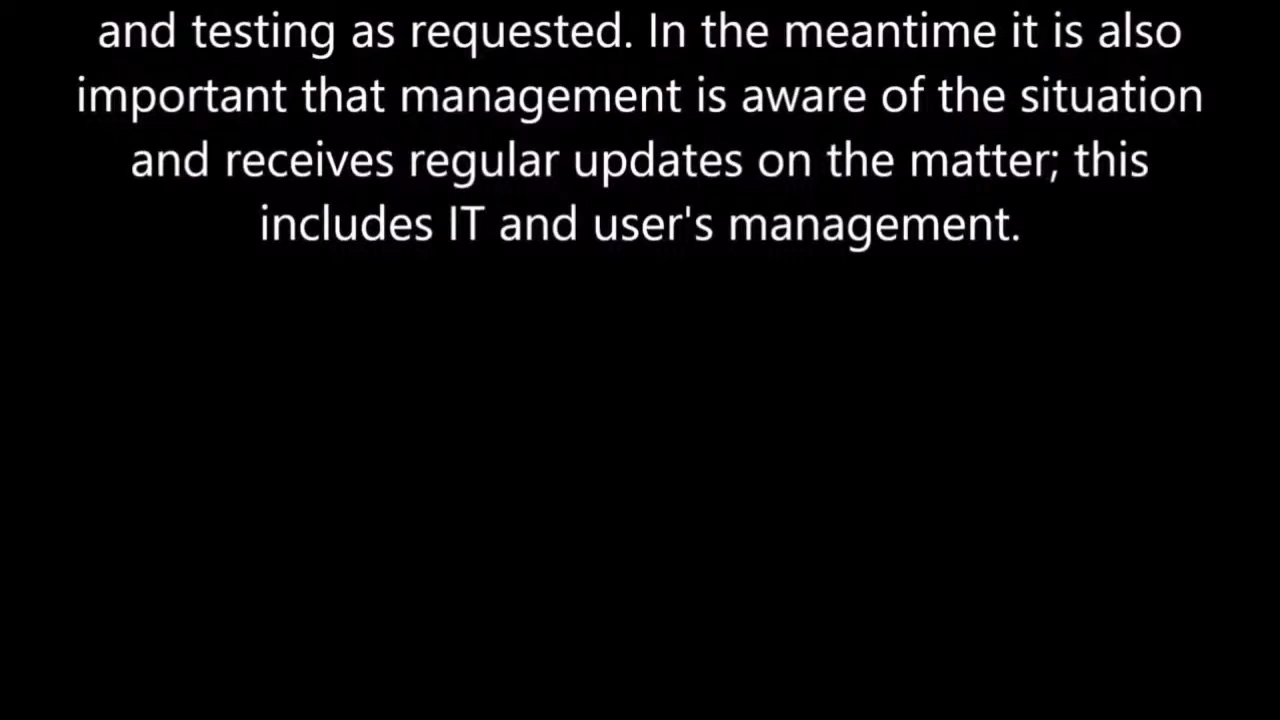 and testing as requested. In the meantime it is also
important that management is aware of the situation
and receives regular updates on the matter; this
includes IT and user's management.